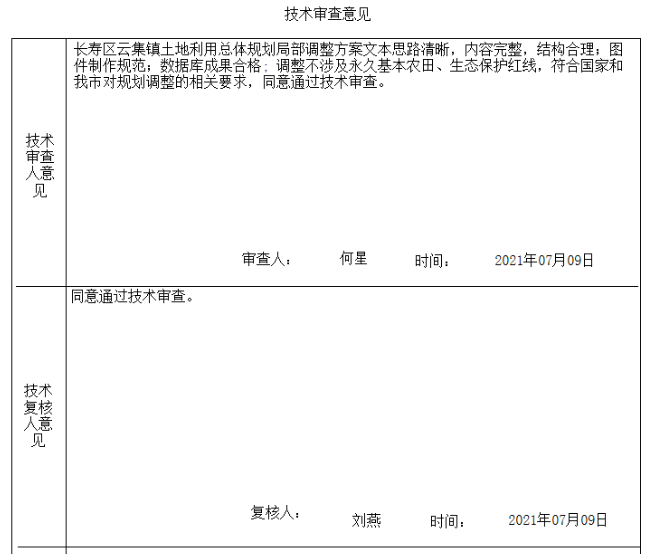 技术审查意见
技术
审查
人意
见
长寿区云集镇土地利用总体规划局部调整方案文本思路清晰，内容完整，结构合理；图
件制作规范；数据库成果合格；调整不涉及永久基本农田、生态保护红线，符合国家和
我市对规划调整的相关要求，同意通过技术审查。
审查人： 何星 时间： 2021年07月09日
技术
复核
人意
见
同意通过技术审查。
复核人： 刘燕 时间： 2021年07月09日